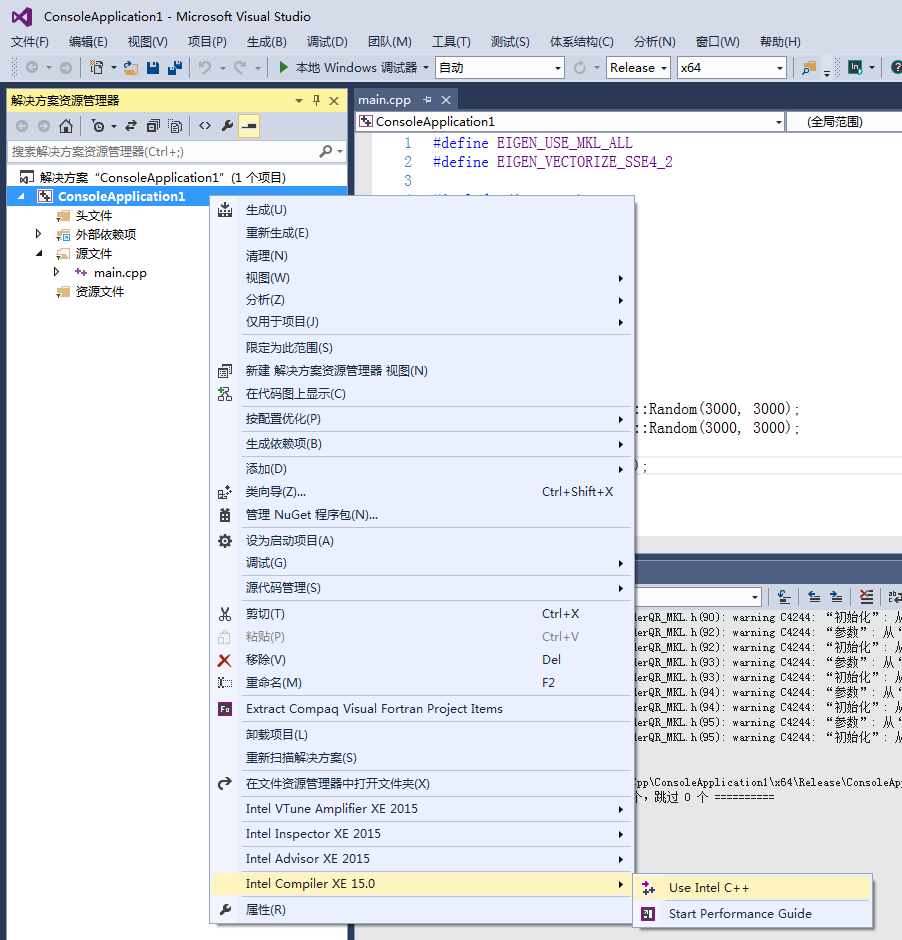 ConsoleApplication1 - Microsoft Visual Studio
文件(F) 编辑(E) 视图(V) 项目(P) 生成(B) 调试(D) 团队(M) 工具(T) 测试(S) 体系结构(C) 分析(N) 窗口(W) 帮助(H)
本地 Windows 调试器 自动 Release x64
解决方案资源管理器
搜索解决方案资源管理器(Ctrl+;)
解决方案“ConsoleApplication1”(1 个项目)
ConsoleApplication1
头文件
外部依赖项
源文件
main.cpp
资源文件
main.cpp
ConsoleApplication1 (全局范围)
1 #define EIGEN_USE_MKL_ALL
2 #define EIGEN_VECTORIZE_SSE4_2
3
::Random(3000, 3000);
::Random(3000, 3000);
);
生成(U)
重新生成(E)
清理(N)
视图(W)
分析(Z)
仅用于项目(J)
限定为此范围(S)
新建 解决方案资源管理器 视图(N)
在代码图上显示(C)
按配置优化(P)
生成依赖项(B)
添加(D)
类向导(Z)... Ctrl+Shift+X
管理 NuGet 程序包(N)...
设为启动项目(A)
调试(G)
源代码管理(S)
剪切(T) Ctrl+X
粘贴(P) Ctrl+V
移除(V) Del
重命名(M) F2
Extract Compaq Visual Fortran Project Items
卸载项目(L)
重新扫描解决方案(S)
在文件资源管理器中打开文件夹(X)
Intel VTune Amplifier XE 2015
Intel Inspector XE 2015
Intel Advisor XE 2015
Intel Compiler XE 15.0
属性(R)
Use Intel C++
Start Performance Guide
lerQR_MKL.h(90): warning C4244: “初始化”: 从
lerQR_MKL.h(92): warning C4244: “参数”: 从“
lerQR_MKL.h(92): warning C4244: “初始化”: 从
lerQR_MKL.h(93): warning C4244: “参数”: 从“
lerQR_MKL.h(93): warning C4244: “初始化”: 从
lerQR_MKL.h(94): warning C4244: “参数”: 从“
lerQR_MKL.h(94): warning C4244: “初始化”: 从
lerQR_MKL.h(95): warning C4244: “参数”: 从“
lerQR_MKL.h(95): warning C4244: “初始化”: 从
pp\ConsoleApplication1\x64\Release\ConsoleAp
个，跳过 0 个 ==========